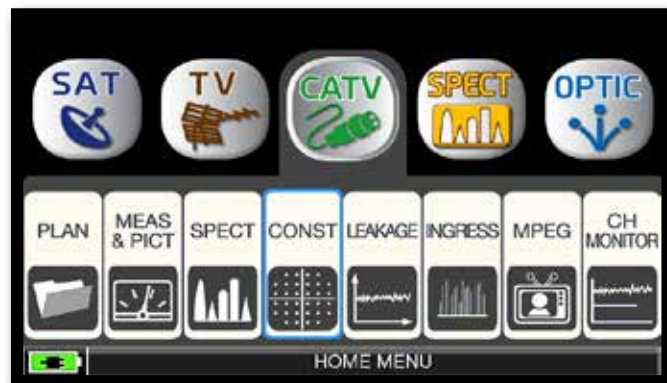 SAT TV CATV SPECT OPTIC
PLAN MEAS & PICT SPECT CONST LEAKAGE INGRESS MPEG CH MONITOR
HOME MENU